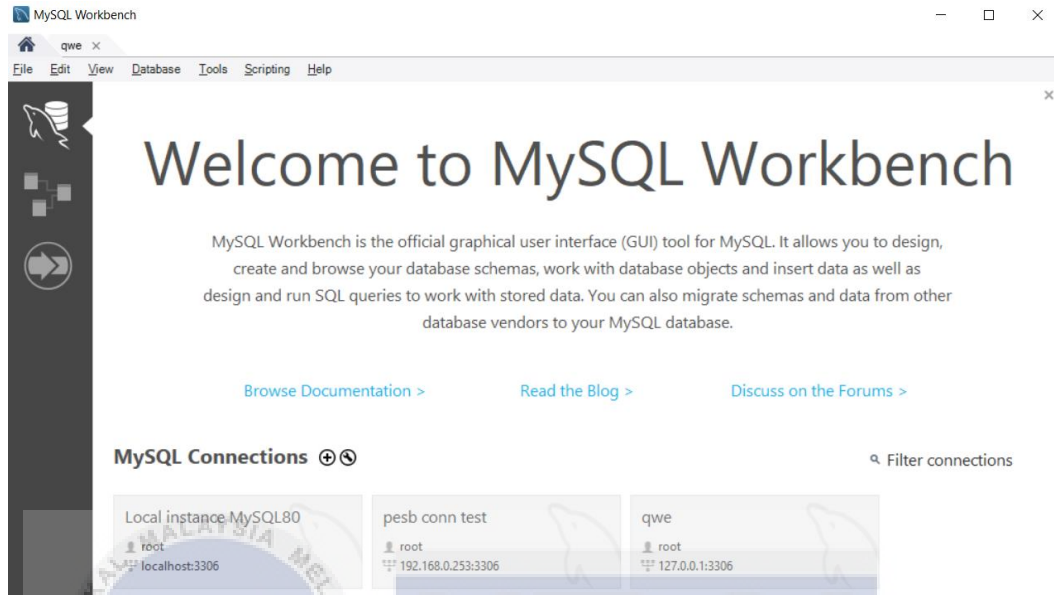 MySQL Workbench
qwe
File Edit View Database Tools Scripting Help
Welcome to MySQL Workbench
MySQL Workbench is the official graphical user interface (GUI) tool for MySQL. It allows you to design,
create and browse your database schemas, work with database objects and insert data as well as
design and run SQL queries to work with stored data. You can also migrate schemas and data from other
database vendors to your MySQL database.
Browse Documentation > Read the Blog > Discuss on the Forums >
MySQL Connections Filter connections
Local instance MySQL80 pesb conn test qwe
root root root
localhost:3306 192.168.0.253:3306 127.0.0.1:3306
MALAYSIA